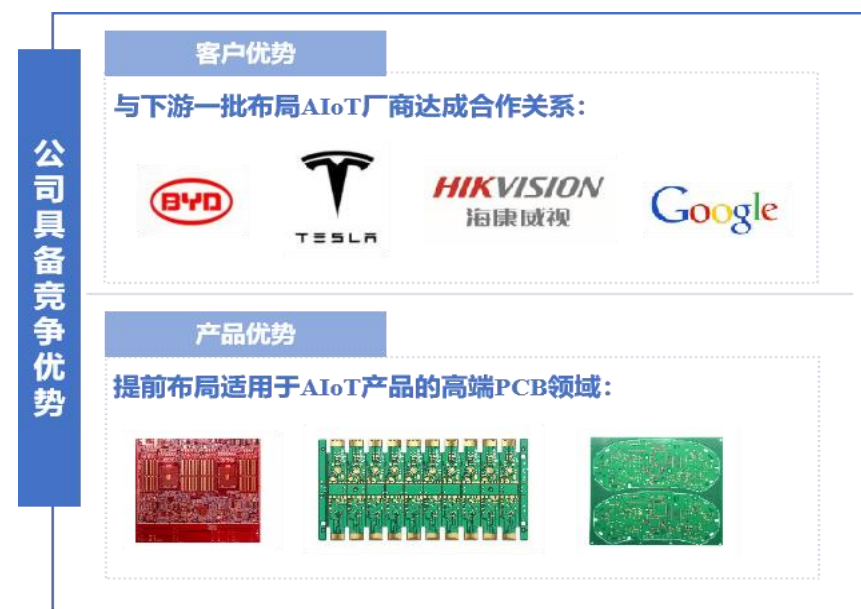 公司具备竞争优势
客户优势
与下游一批布局AIoT厂商达成合作关系：
BYD
TESLA
HIKVISION
海康威视
Google
产品优势
提前布局适用于AIoT产品的高端PCB领域：